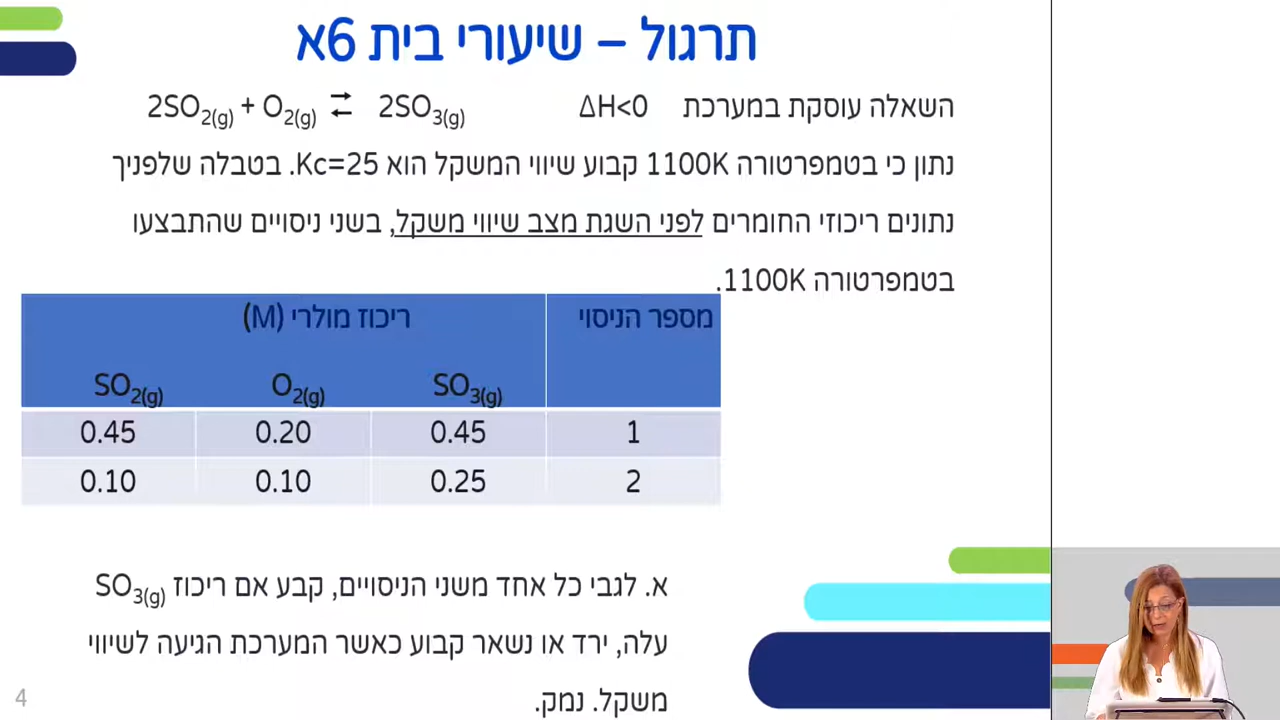 תרגול – שיעורי בית 6א
השאלה עוסקת במערכת 2SO2(g) + O2(g) ⇄ 2SO3(g) ΔH<0
נתון כי בטמפרטורה 1100K קבוע שיווי המשקל הוא Kc=25. בטבלה שלפניך
נתונים ריכוזי החומרים לפני השגת מצב שיווי משקל, בשני ניסויים שהתבצעו
בטמפרטורה 1100K.
מספר הניסוי ריכוז מולרי (M)
SO3(g) O2(g) SO2(g)
1 0.45 0.20 0.45
2 0.25 0.10 0.10
א. לגבי כל אחד משני הניסויים, קבע אם ריכוז SO3(g)
עלה, ירד או נשאר קבוע כאשר המערכת הגיעה לשיווי
משקל. נמק.
4